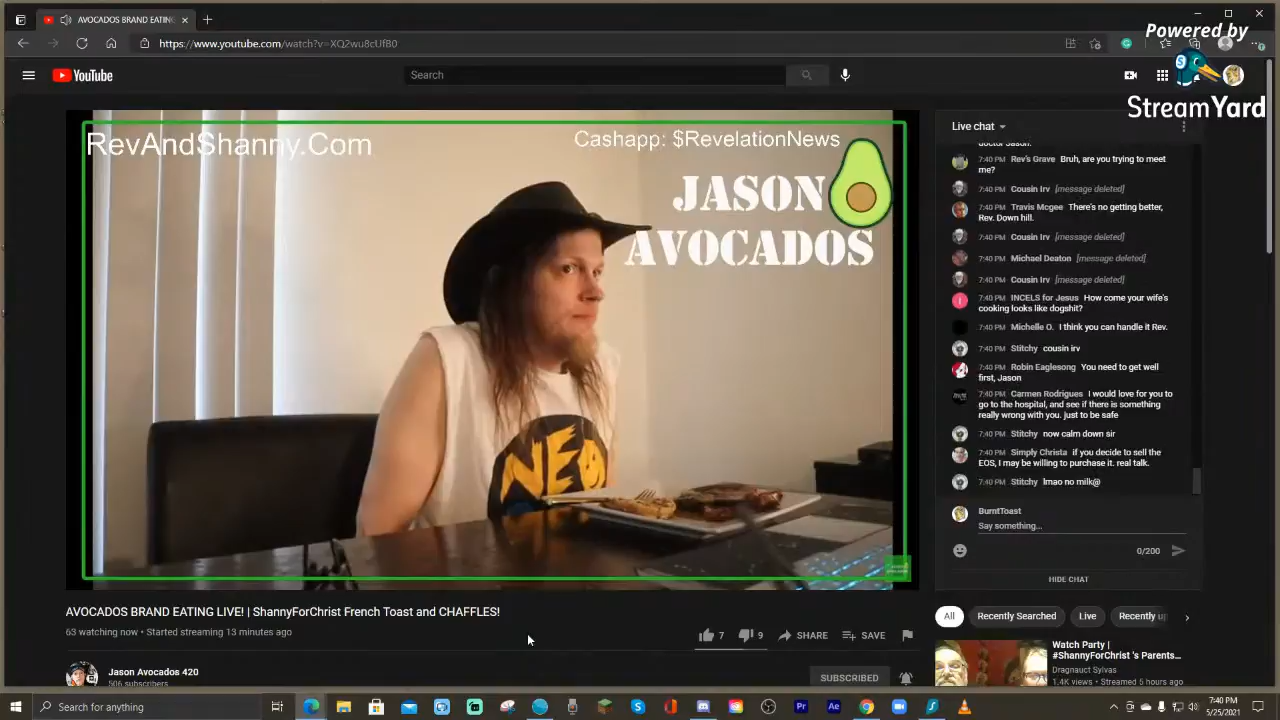 AVOCADOS BRAND EATING
https://www.youtube.com/watch?v=XQ2wu8cUfB0
Powered by
StreamYard
YouTube
Search
RevAndShanny.Com
Cashapp: $RevelationNews
JASON
AVOCADOS
NEW
Live chat
doctor Jason.
7:40 PM Rev's Grave Bruh, are you trying to meet
me?
7:40 PM Cousin Irv [message deleted]
7:40 PM Travis Mcgee There's no getting better,
Rev. Down hill.
7:40 PM Cousin Irv [message deleted]
7:40 PM Michael Deaton [message deleted]
7:40 PM Cousin Irv [message deleted]
7:40 PM INCELS for Jesus How come your wife's
cooking looks like dogshit?
7:40 PM Michelle O. I think you can handle it Rev.
7:40 PM Stitchy cousin irv
7:40 PM Robin Eaglesong You need to get well
first, Jason
7:40 PM Carmen Rodrigues I would love for you to
go to the hospital, and see if there is something
really wrong with you. just to be safe
7:40 PM Stitchy now calm down sir
7:40 PM Simply Christa if you decide to sell the
EOS, I may be willing to purchase it. real talk.
7:40 PM Stitchy lmao no milk@
BurntToast
Say something...
0/200
HIDE CHAT
AVOCADOS BRAND EATING LIVE! | ShannyForChrist French Toast and CHAFFLES!
63 watching now • Started streaming 13 minutes ago
7
9
SHARE
SAVE
Jason Avocados 420
506 subscribers
SUBSCRIBED
All
Recently Searched
Live
Recently up
Watch Party |
#ShannyForChrist 's Parents...
Dragnauct Sylvas
1.4K views • Streamed 5 hours ago
Search for anything
7:40 PM
5/25/2021